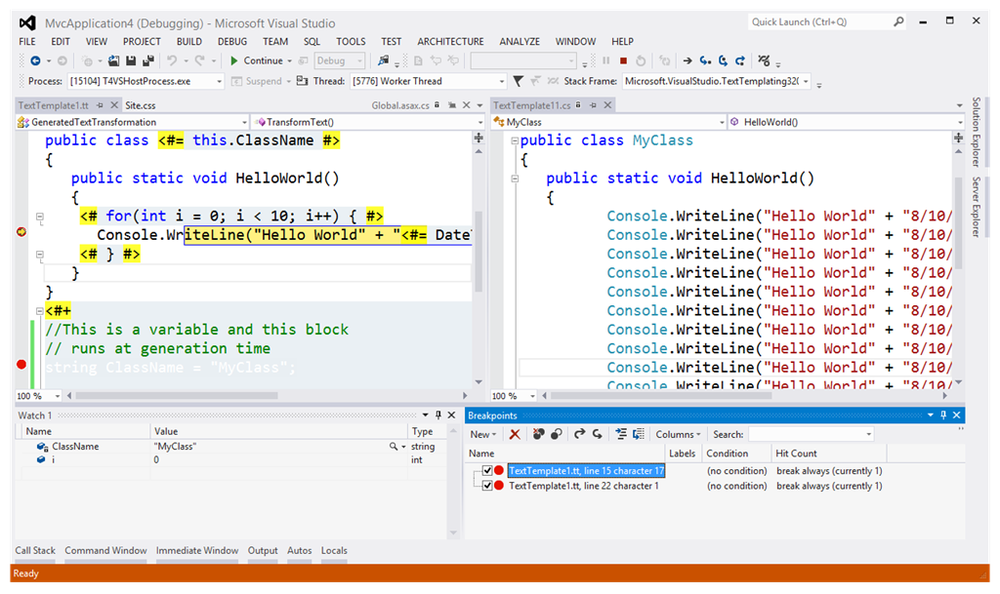 MvcApplication4 (Debugging) - Microsoft Visual Studio
Quick Launch (Ctrl+Q)
FILE EDIT VIEW PROJECT BUILD DEBUG TEAM SQL TOOLS TEST ARCHITECTURE ANALYZE WINDOW HELP
Continue Debug
Process: [15104] T4VSHostProcess.exe Suspend Thread: [5776] Worker Thread Stack Frame: Microsoft.VisualStudio.TextTemplating320
TextTemplate1.tt Site.css Global.asax.cs
GeneratedTextTransformation TransformText()
public class <#= this.ClassName #>
{
public static void HelloWorld()
{
<# for(int i = 0; i < 10; i++) { #>
Console.WriteLine("Hello World" + "<#= Date
<# } #>
}
}
<#+
//This is a variable and this block
// runs at generation time
string ClassName = "MyClass";
100 %
TextTemplate11.cs
MyClass HelloWorld()
public class MyClass
{
public static void HelloWorld()
{
Console.WriteLine("Hello World" + "8/10/
Console.WriteLine("Hello World" + "8/10/
Console.WriteLine("Hello World" + "8/10/
Console.WriteLine("Hello World" + "8/10/
Console.WriteLine("Hello World" + "8/10/
Console.WriteLine("Hello World" + "8/10/
Console.WriteLine("Hello World" + "8/10/
Console.WriteLine("Hello World" + "8/10/
Console.WriteLine("Hello World" + "8/10/
Console.WriteLine("Hello World" + "8/10/
100 %
Solution Explorer
Server Explorer
Watch 1
Name Value Type
ClassName "MyClass" string
i 0 int
Breakpoints
New Columns Search:
Name Labels Condition Hit Count
TextTemplate1.tt, line 15 character 17 (no condition) break always (currently 1)
TextTemplate1.tt, line 22 character 1 (no condition) break always (currently 1)
Call Stack Command Window Immediate Window Output Autos Locals
Ready